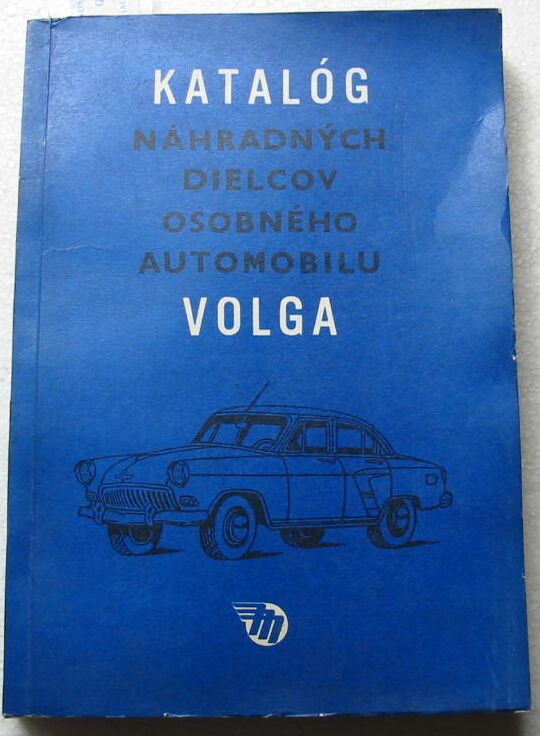 KATALÓG
NÁHRADNÝCH
DIELCOV
OSOBNÉHO
AUTOMOBILU
VOLGA